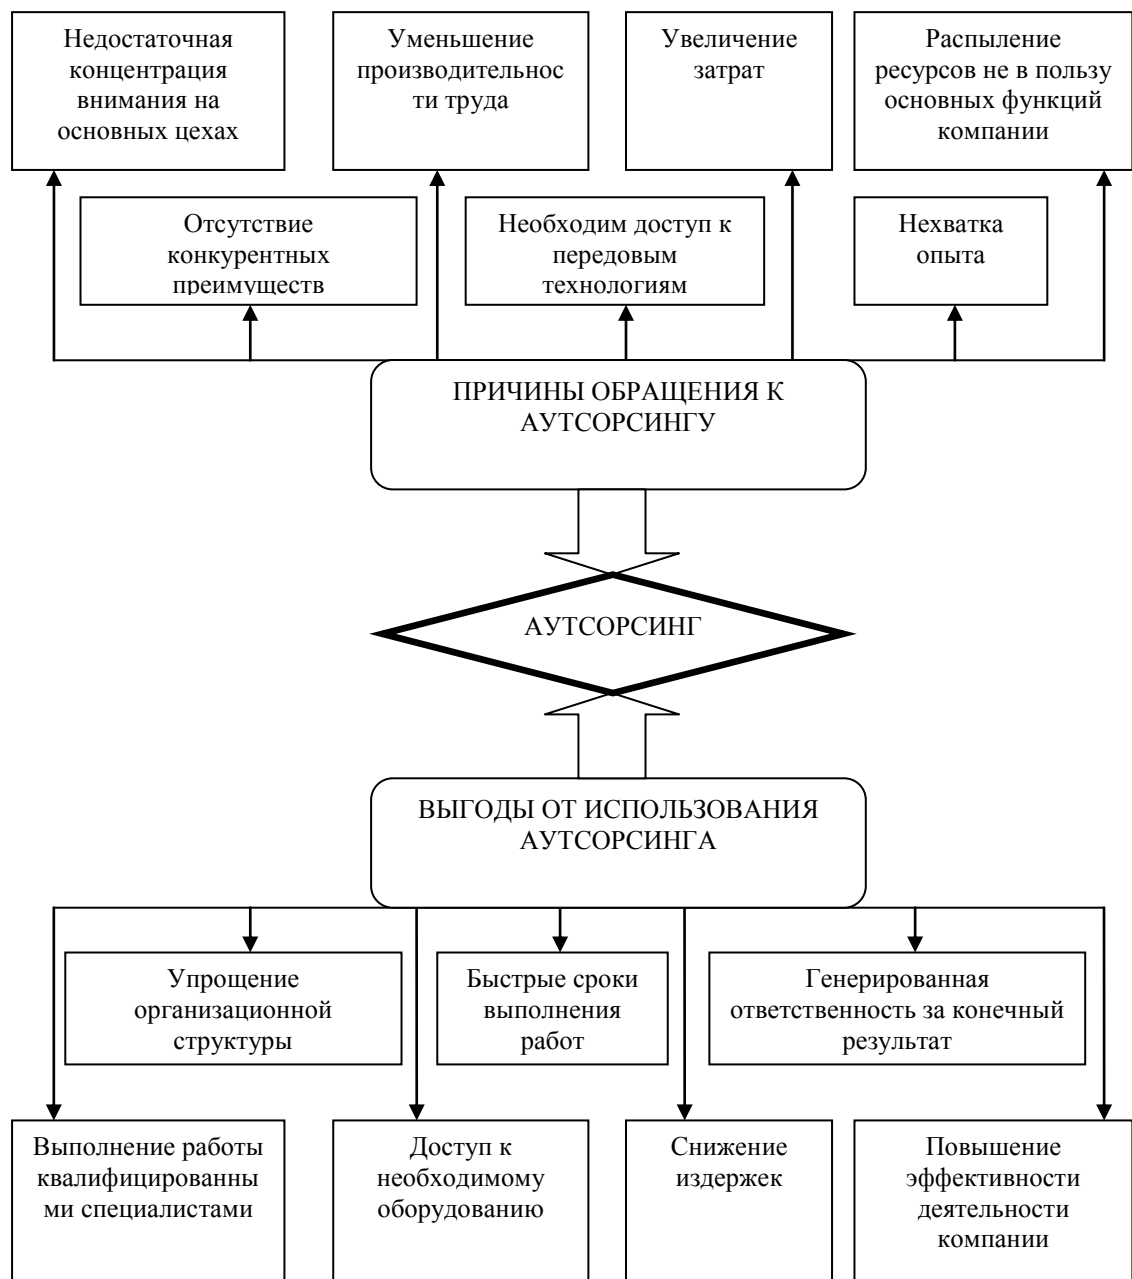 Недостаточная
концентрация
внимания на
основных цехах
Уменьшение
производительнос
ти труда
Увеличение
затрат
Распыление
ресурсов не в пользу
основных функций
компании
Отсутствие
конкурентных
преимуществ
Необходим доступ к
передовым
технологиям
Нехватка
опыта
ПРИЧИНЫ ОБРАЩЕНИЯ К
АУТСОРСИНГУ
АУТСОРСИНГ
ВЫГОДЫ ОТ ИСПОЛЬЗОВАНИЯ
АУТСОРСИНГА
Упрощение
организационной
структуры
Быстрые сроки
выполнения
работ
Генерированная
ответственность за конечный
результат
Выполнение работы
квалифицированны
ми специалистами
Доступ к
необходимому
оборудованию
Снижение
издержек
Повышение
эффективности
деятельности
компании